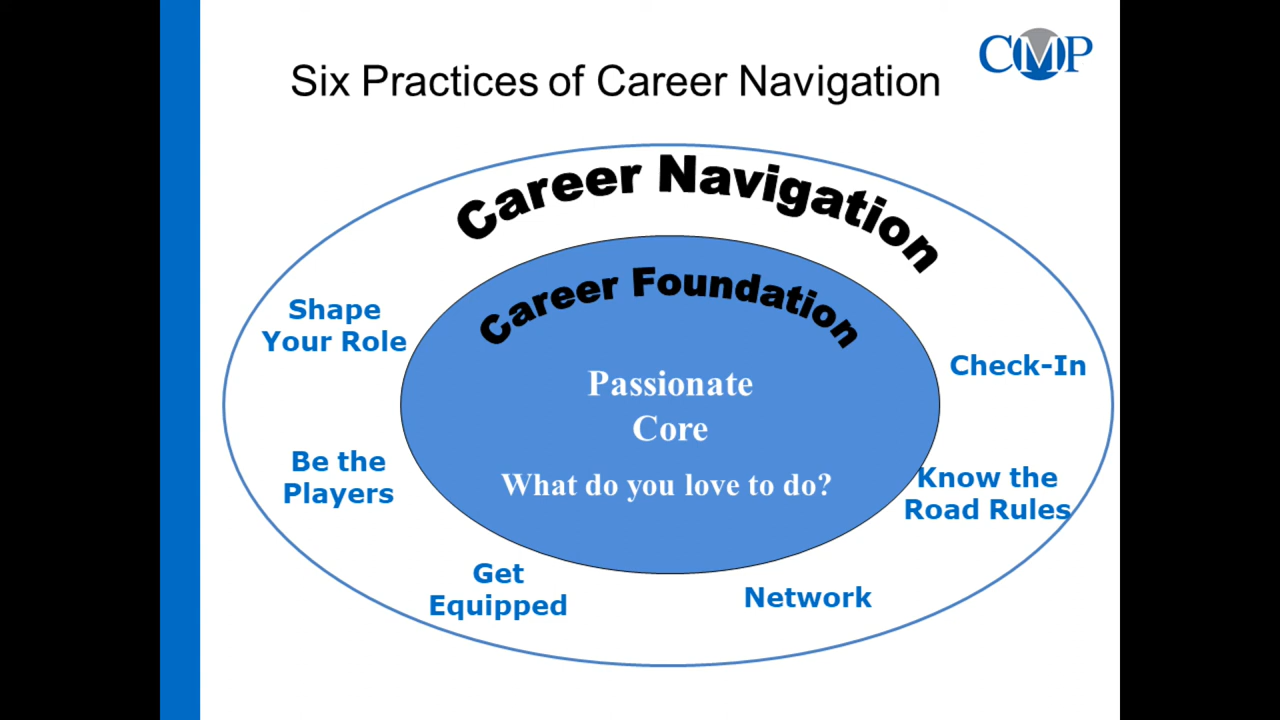 CMP
Six Practices of Career Navigation
Career Navigation
Career Foundation
Passionate
Core
What do you love to do?
Shape
Your Role
Be the
Players
Get
Equipped
Network
Know the
Road Rules
Check-In